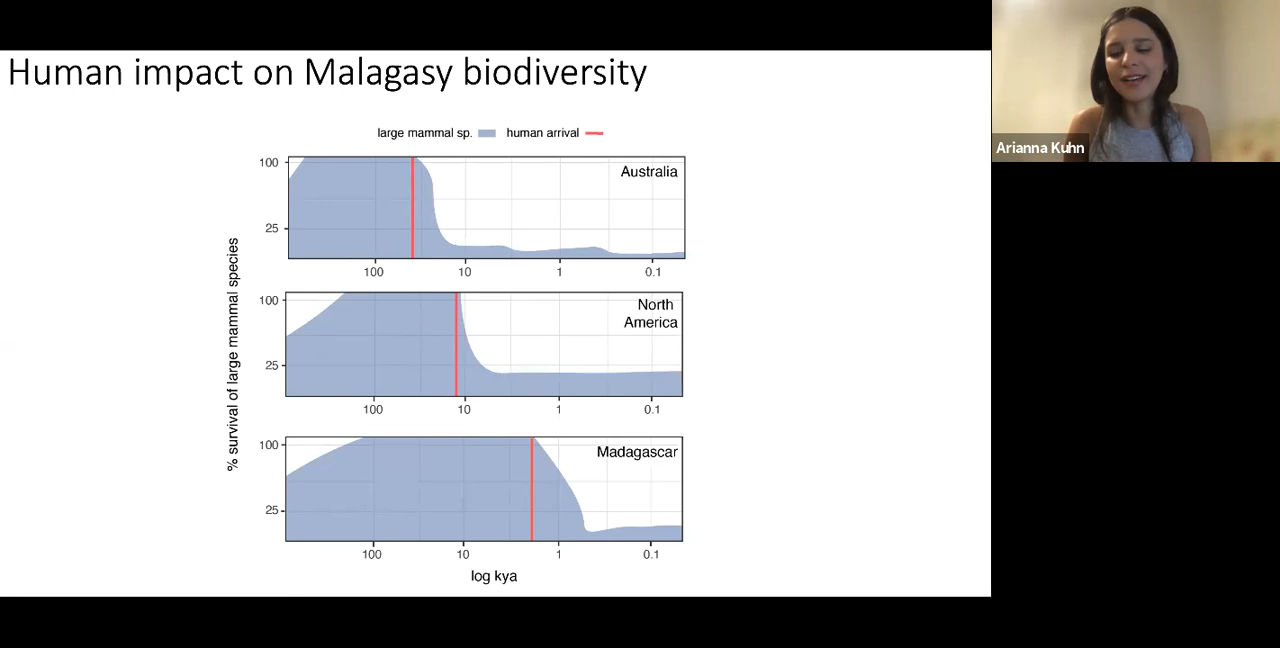 Human impact on Malagasy biodiversity
Arianna Kuhn
large mammal sp. human arrival
% survival of large mammal species
100
25
Australia
100 10 1 0.1
100
25
North
America
100 10 1 0.1
100
25
Madagascar
100 10 1 0.1
log kya